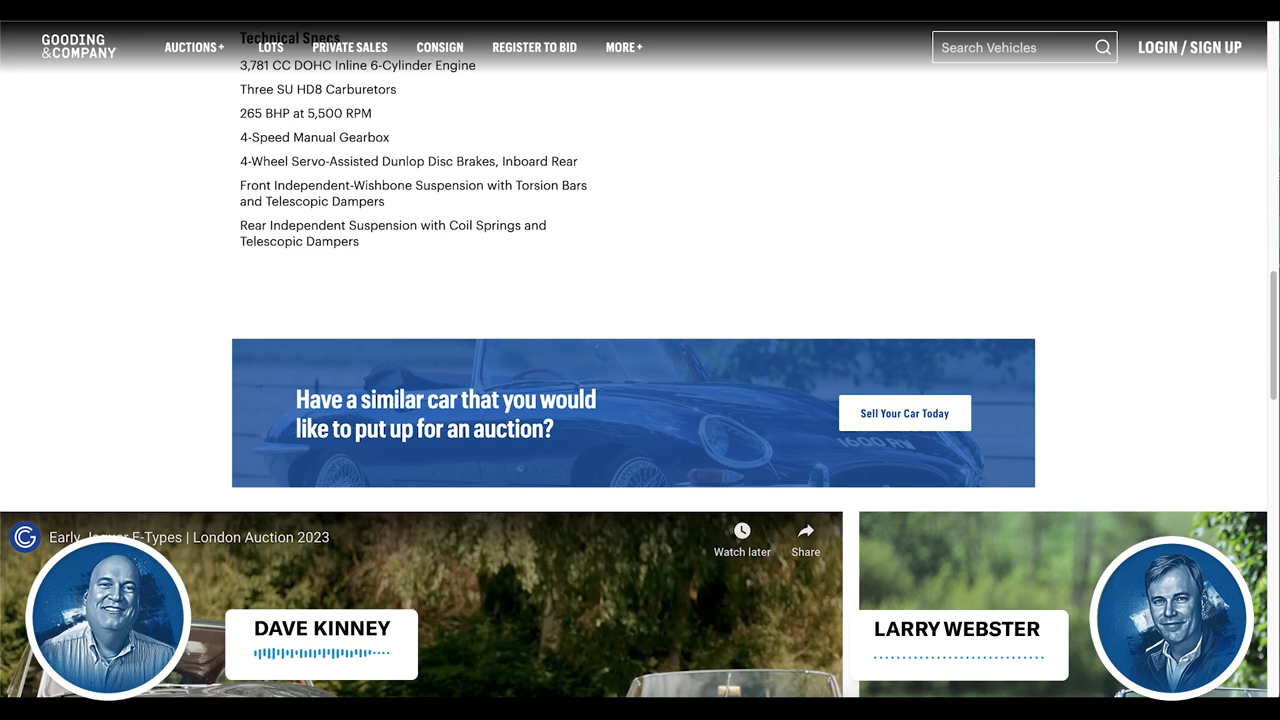 GOODING
&COMPANY
AUCTIONS +
LOTS
PRIVATE SALES
CONSIGN
REGISTER TO BID
MORE +
Search Vehicles
LOGIN / SIGN UP
Technical Specs
3,781 CC DOHC Inline 6-Cylinder Engine
Three SU HD8 Carburetors
265 BHP at 5,500 RPM
4-Speed Manual Gearbox
4-Wheel Servo-Assisted Dunlop Disc Brakes, Inboard Rear
Front Independent-Wishbone Suspension with Torsion Bars
and Telescopic Dampers
Rear Independent Suspension with Coil Springs and
Telescopic Dampers
Have a similar car that you would
like to put up for an auction?
Sell Your Car Today
1600 RW
Early Jaguar E-Types | London Auction 2023
Watch later
Share
DAVE KINNEY
LARRY WEBSTER